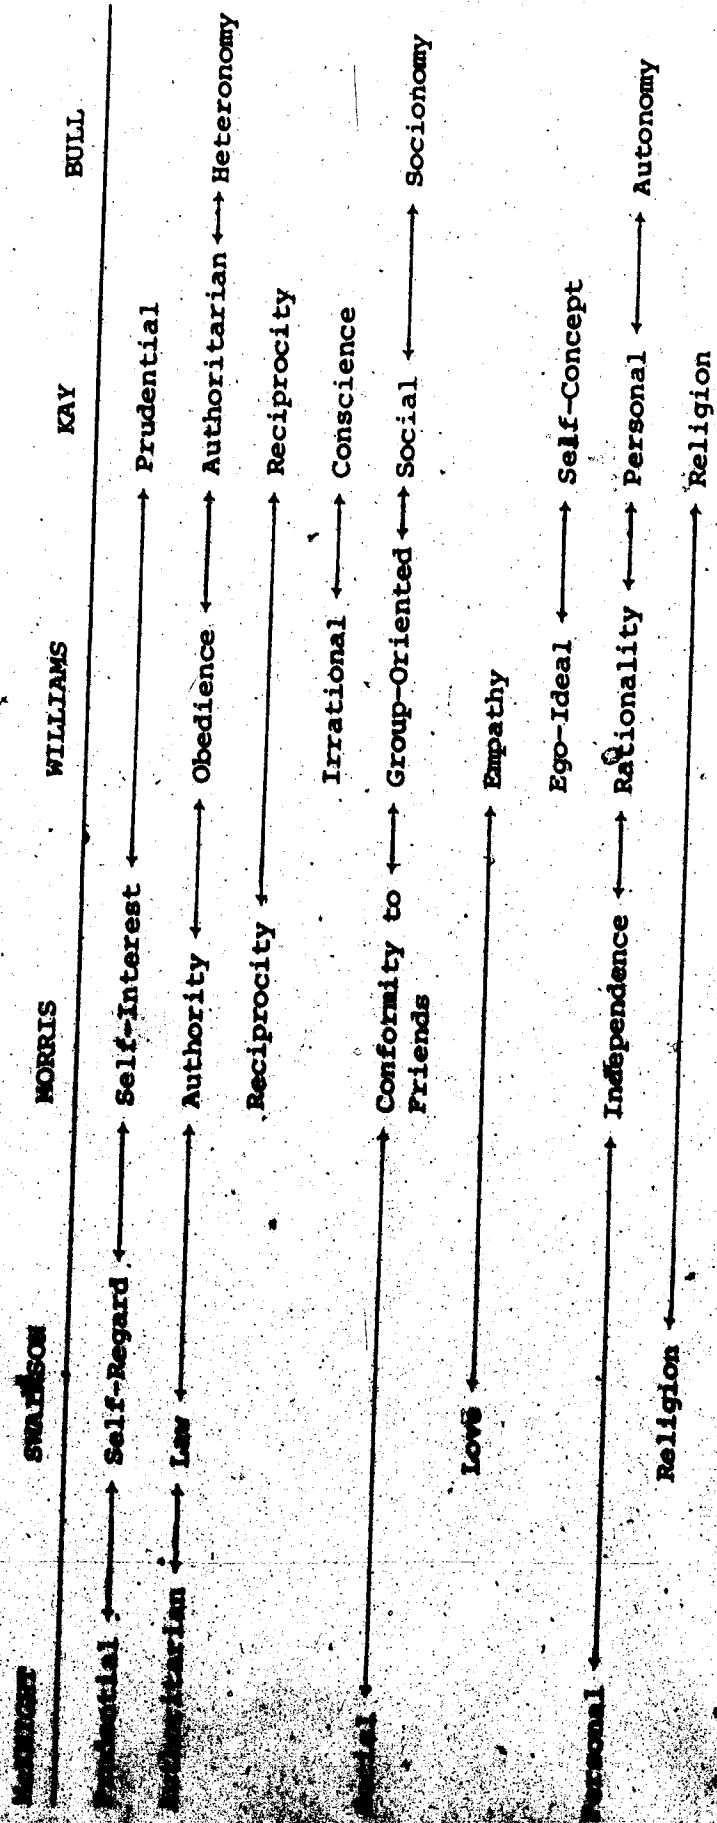 SWAINSON MORRIS WILLIAMS KAY BULL
Prudential Self-Regard Self-Interest Prudential
Authoritarian Law Authority Obedience Authoritarian Heteronomy
Reciprocity Reciprocity
Irrational Conscience
Social Conformity to Group-Oriented Social Socionomy
Friends
Love Empathy
Ego-Ideal Self-Concept
Personal Independence Rationality Personal Autonomy
Religion Religion